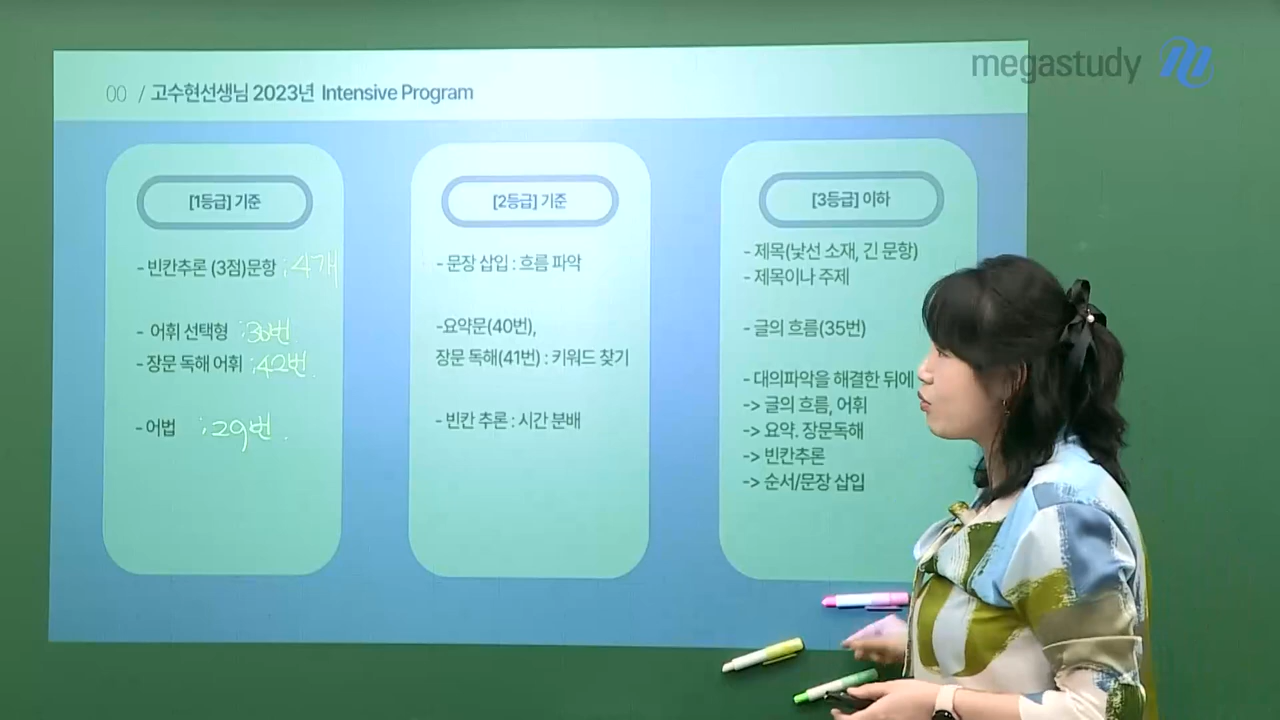 megastudy
00 / 고수현선생님 2023년 Intensive Program
[1등급] 기준
- 빈칸추론 (3점)문항 : 4개
- 어휘 선택형 : 30번.
- 장문 독해 어휘 : 42번.
- 어법 : 29번.
[2등급] 기준
- 문장 삽입 : 흐름 파악
-요약문(40번),
장문 독해(41번) : 키워드 찾기
- 빈칸 추론 : 시간 분배
[3등급] 이하
- 제목(낯선 소재, 긴 문항)
- 제목이나 주제
- 글의 흐름(35번)
- 대의파악을 해결한 뒤에
-> 글의 흐름, 어휘
-> 요약. 장문독해
-> 빈칸추론
-> 순서/문장 삽입